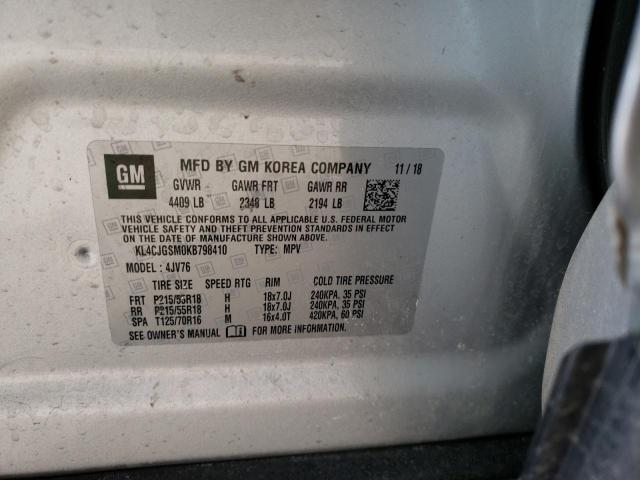 GM MFD BY GM KOREA COMPANY 11/18
GVWR GAWR FRT GAWR RR
4409 LB 2348 LB 2194 LB
THIS VEHICLE CONFORMS TO ALL APPLICABLE U.S. FEDERAL MOTOR
VEHICLE SAFETY AND THEFT PREVENTION STANDARDS IN EFFECT
ON THE DATE OF MANUFACTURE SHOWN ABOVE.
KL4CJGSM0KB798410 TYPE: MPV
MODEL: 4JV76
TIRE SIZE SPEED RTG RIM COLD TIRE PRESSURE
FRT P215/55R18 H 18x7.0J 240KPA, 35 PSI
RR P215/55R18 H 18x7.0J 240KPA, 35 PSI
SPA T125/70R16 M 16x4.0T 420KPA, 60 PSI
SEE OWNER'S MANUAL FOR MORE INFORMATION.